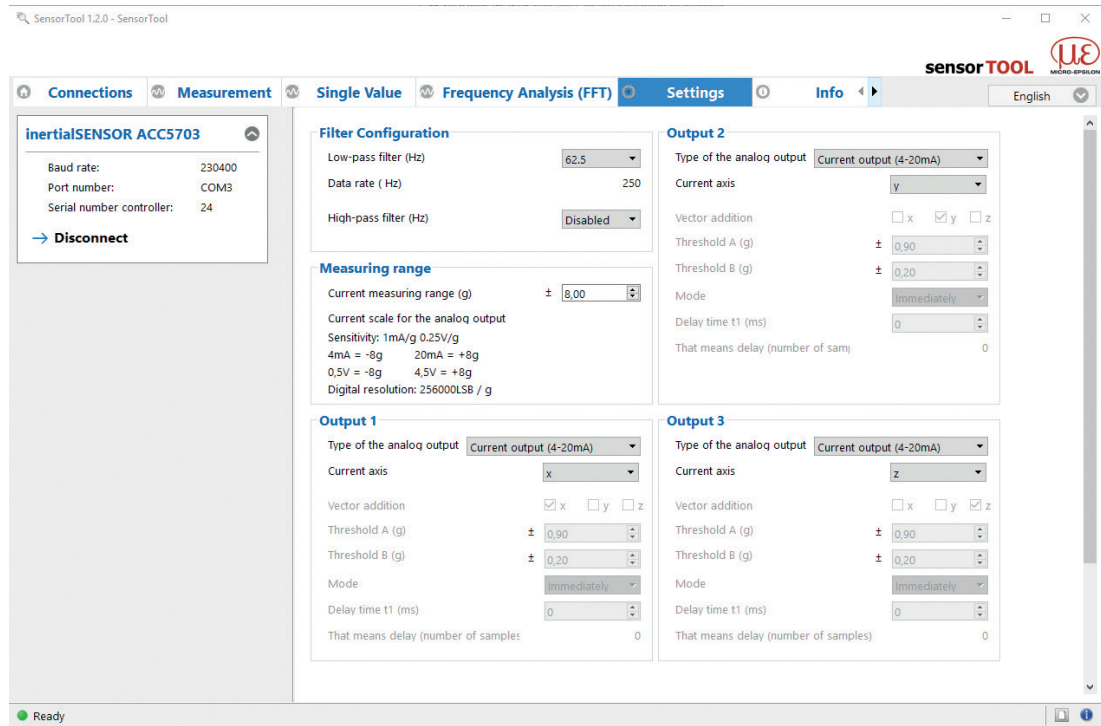 SensorTool 1.2.0 - SensorTool
sensorTOOL
με
MICRO-EPSILON
Connections Measurement Single Value Frequency Analysis (FFT) Settings Info
English
inertialSENSOR ACC5703
Baud rate: 230400
Port number: COM3
Serial number controller: 24
→ Disconnect
Filter Configuration
Low-pass filter (Hz) 62.5
Data rate ( Hz) 250
High-pass filter (Hz) Disabled
Measuring range
Current measuring range (g) ± 8,00
Current scale for the analog output
Sensitivity: 1mA/g 0.25V/g
4mA = -8g 20mA = +8g
0,5V = -8g 4,5V = +8g
Digital resolution: 256000LSB / g
Output 1
Type of the analog output Current output (4-20mA)
Current axis x
Vector addition x y z
Threshold A (g) ± 0,90
Threshold B (g) ± 0,20
Mode Immediately
Delay time t1 (ms) 0
That means delay (number of samples 0
Output 2
Type of the analog output Current output (4-20mA)
Current axis y
Vector addition x y z
Threshold A (g) ± 0,90
Threshold B (g) ± 0,20
Mode Immediately
Delay time t1 (ms) 0
That means delay (number of sam 0
Output 3
Type of the analog output Current output (4-20mA)
Current axis z
Vector addition x y z
Threshold A (g) ± 0,90
Threshold B (g) ± 0,20
Mode Immediately
Delay time t1 (ms) 0
That means delay (number of samples) 0
Ready